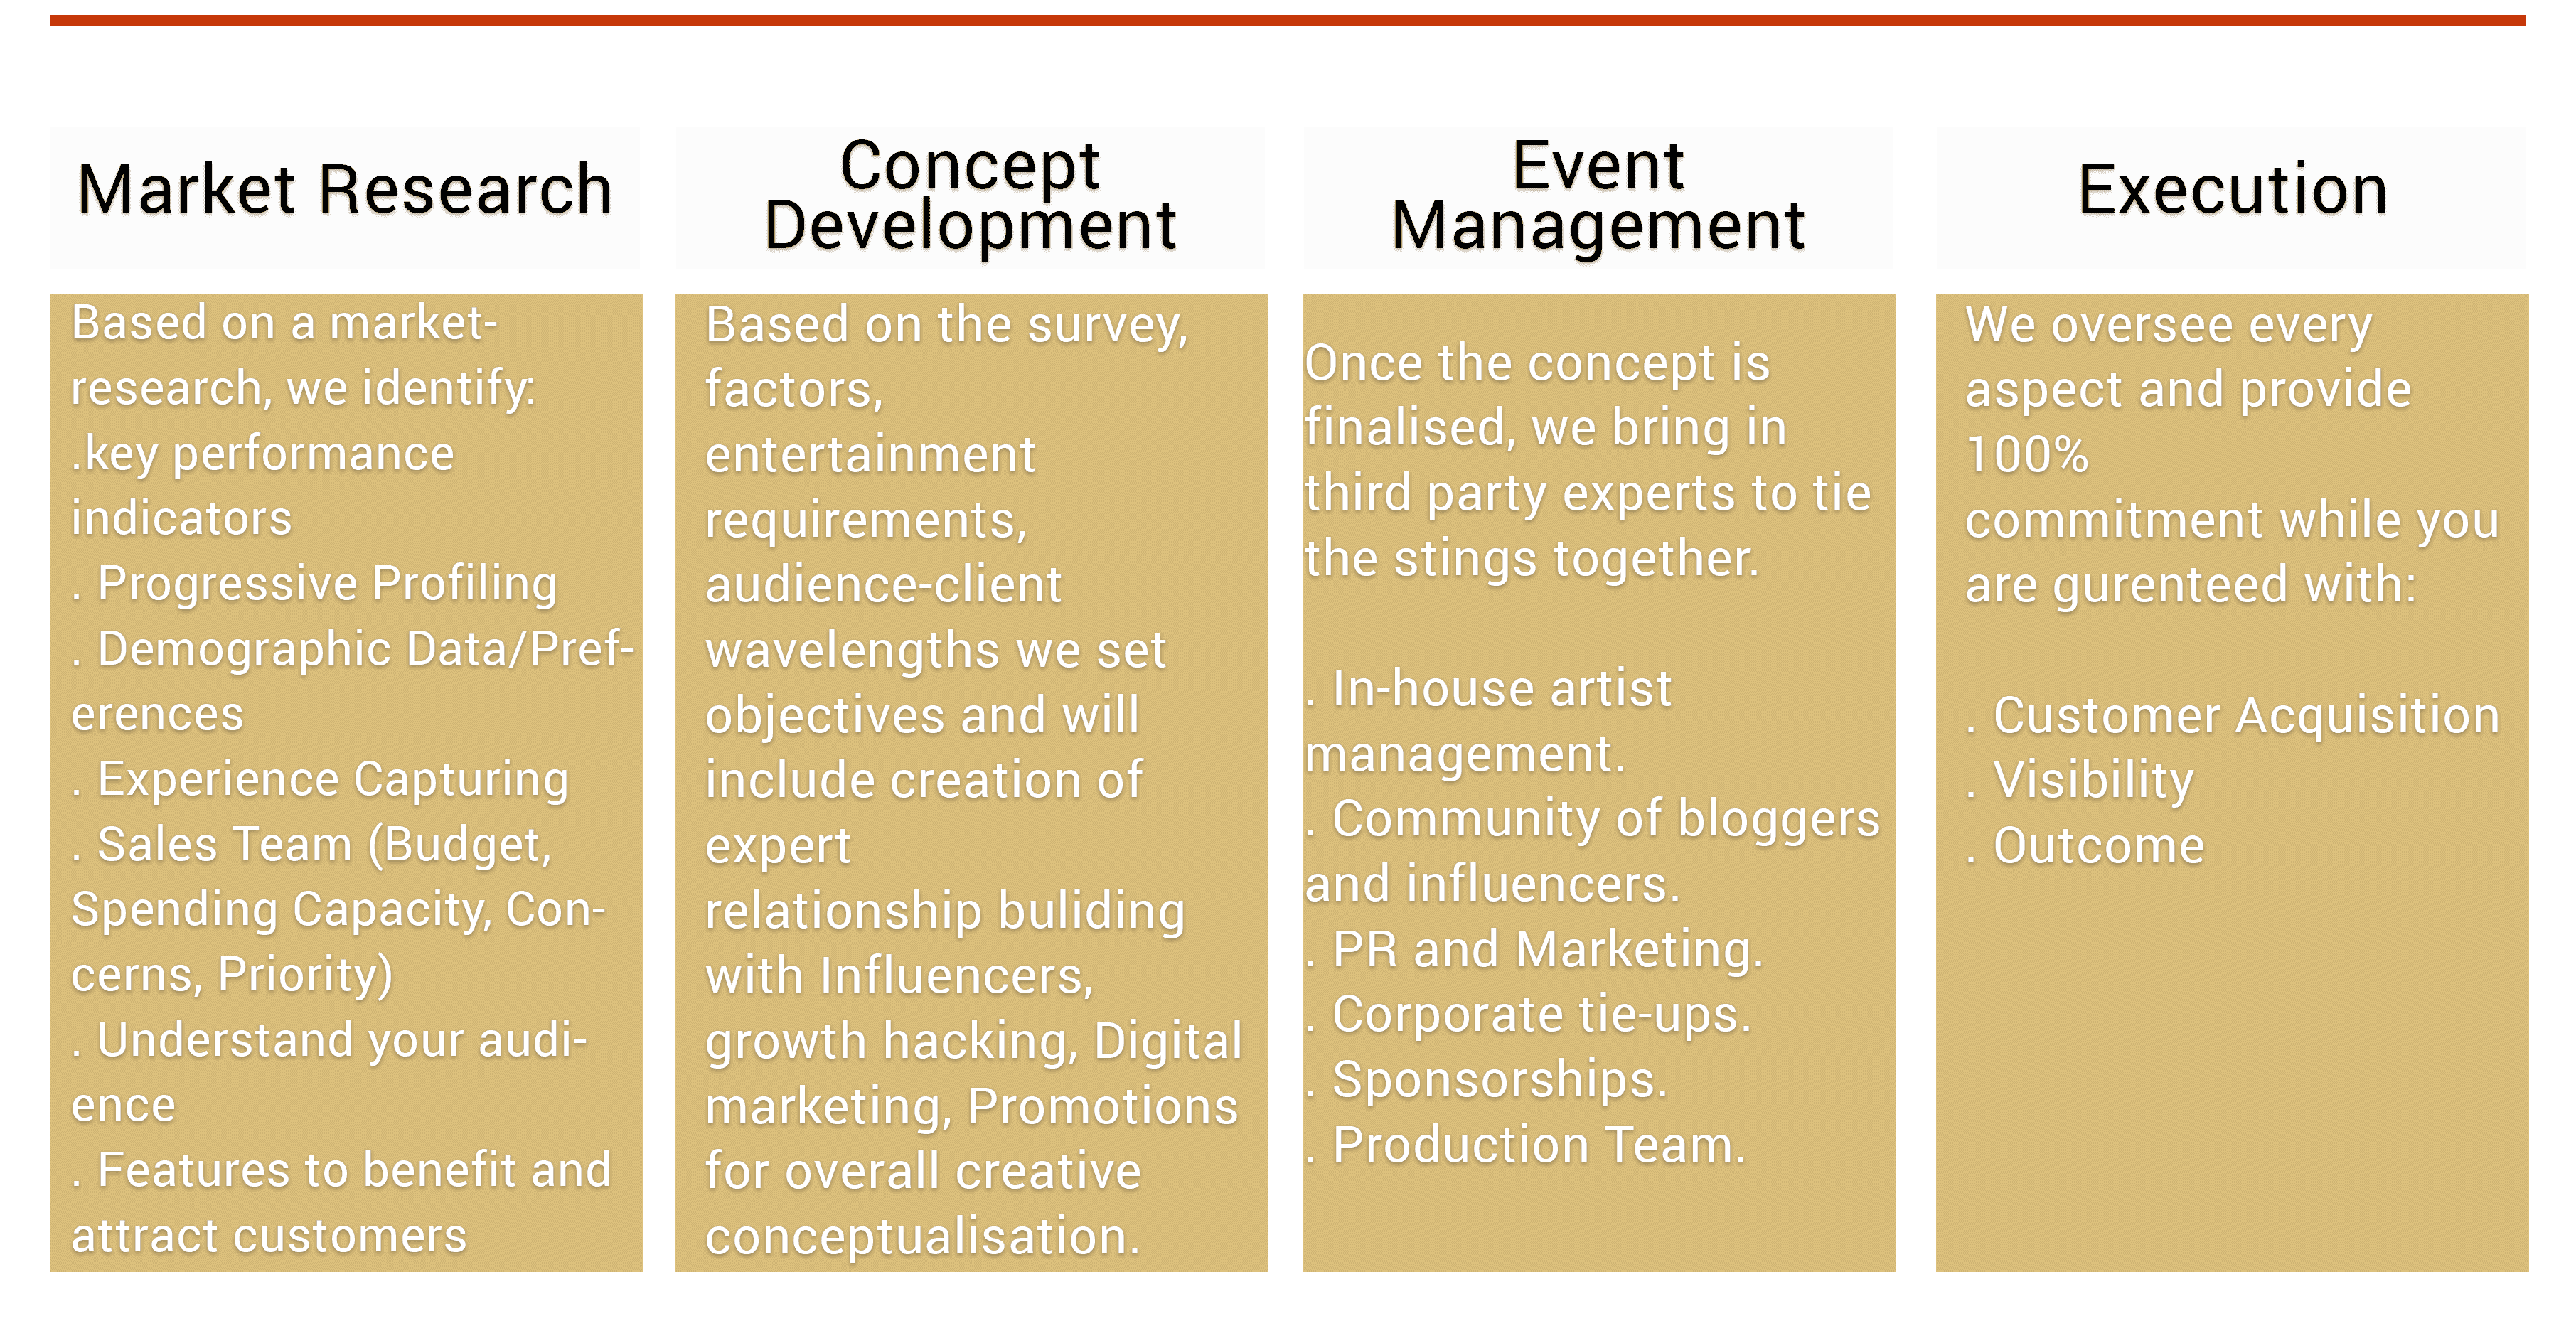 Market Research
Based on a market-
research, we identify:
.key performance
indicators
. Progressive Profiling
. Demographic Data/Pref-
erences
. Experience Capturing
. Sales Team (Budget,
Spending Capacity, Con-
cerns, Priority)
. Understand your audi-
ence
. Features to benefit and
attract customers
Concept
Development
Based on the survey,
factors,
entertainment
requirements,
audience-client
wavelengths we set
objectives and will
include creation of
expert
relationship buliding
with Influencers,
growth hacking, Digital
marketing, Promotions
for overall creative
conceptualisation.
Event
Management
Once the concept is
finalised, we bring in
third party experts to tie
the stings together.
. In-house artist
management.
. Community of bloggers
and influencers.
. PR and Marketing.
. Corporate tie-ups.
. Sponsorships.
. Production Team.
Execution
We oversee every
aspect and provide
100%
commitment while you
are gurenteed with:
. Customer Acquisition
. Visibility
. Outcome